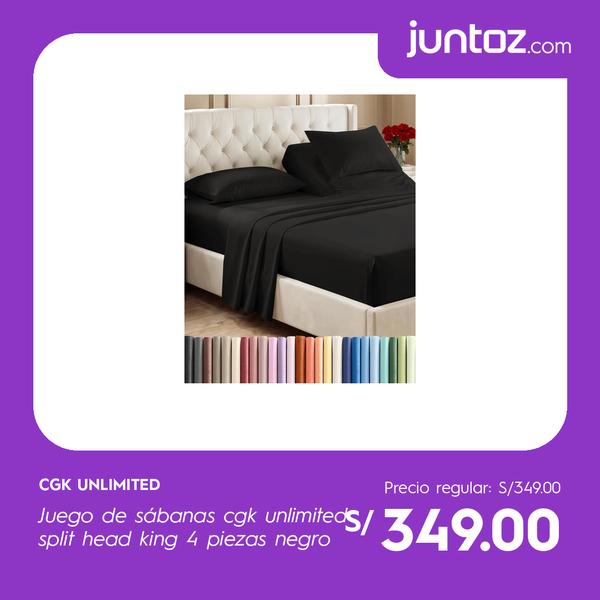 juntoz.com
CGK UNLIMITED
Juego de sábanas cgk unlimited
split head king 4 piezas negro
Precio regular: S/349.00
S/ 349.00